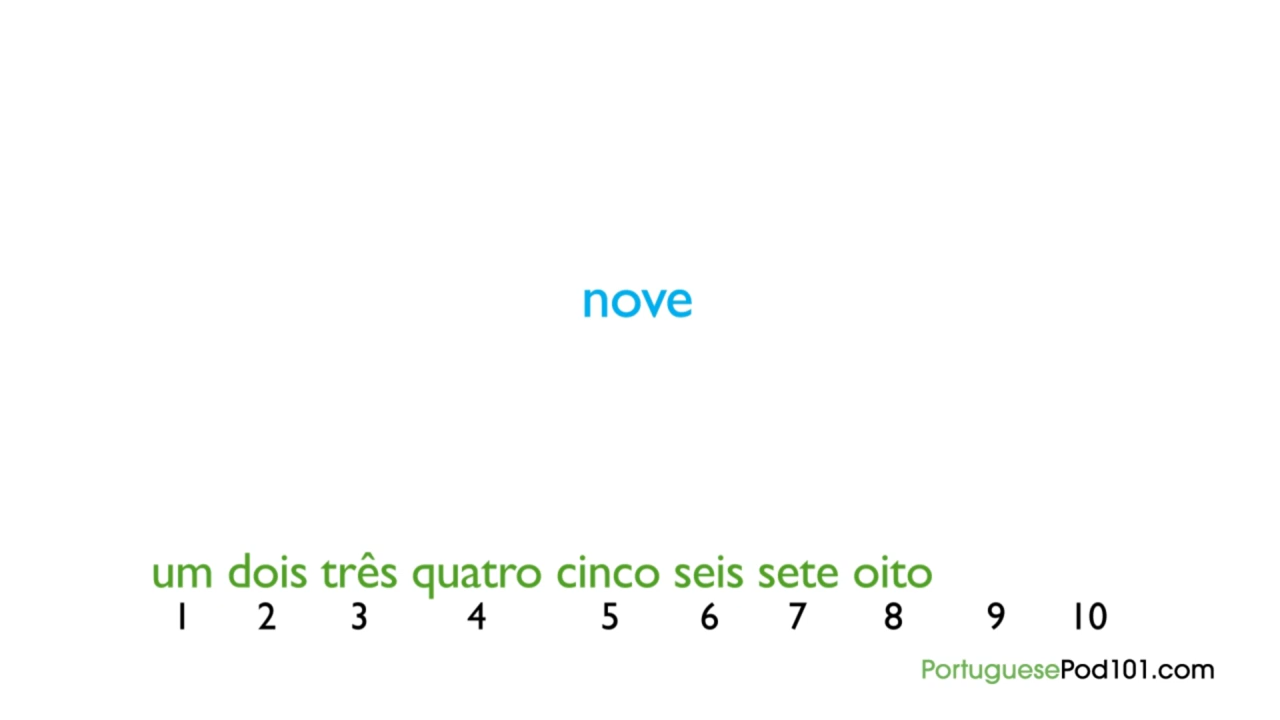 nove
um dois três quatro cinco seis sete oito
1 2 3 4 5 6 7 8 9 10
PortuguesePod101.com